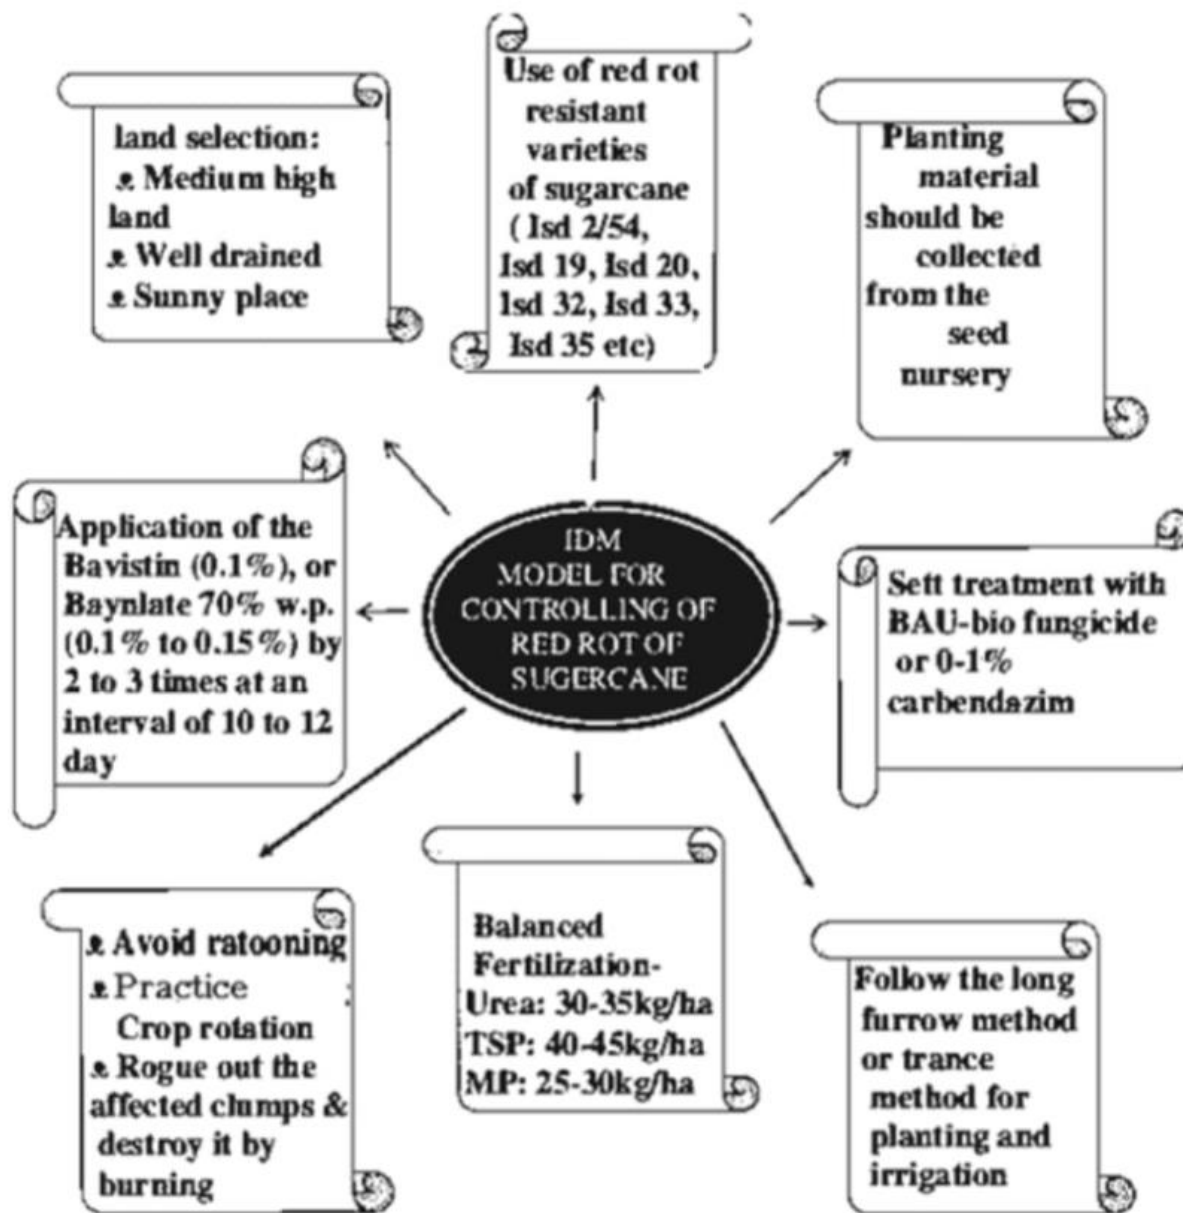 land selection:
Medium high
land
Well drained
Sunny place
Use of red rot
resistant
varieties
of sugarcane
( Isd 2/54,
Isd 19, Isd 20,
Isd 32, Isd 33,
Isd 35 etc)
Planting
material
should be
collected
from the
seed
nursery
Application of the
Bavistin (0.1%), or
Baynlate 70% w.p.
(0.1% to 0.15%) by
2 to 3 times at an
interval of 10 to 12
day
IDM
MODEL FOR
CONTROLLING OF
RED ROT OF
SUGERCANE
Sett treatment with
BAU-bio fungicide
or 0-1%
carbendazim
Avoid ratooning
Practice :
Crop rotation
Rogue out the
affected clumps &
destroy it by
burning
Balanced
Fertilization-
Urea: 30-35kg/ha
TSP: 40-45kg/ha
MP: 25-30kg/ha
Follow the long
furrow method
or trance
method for
planting and
irrigation